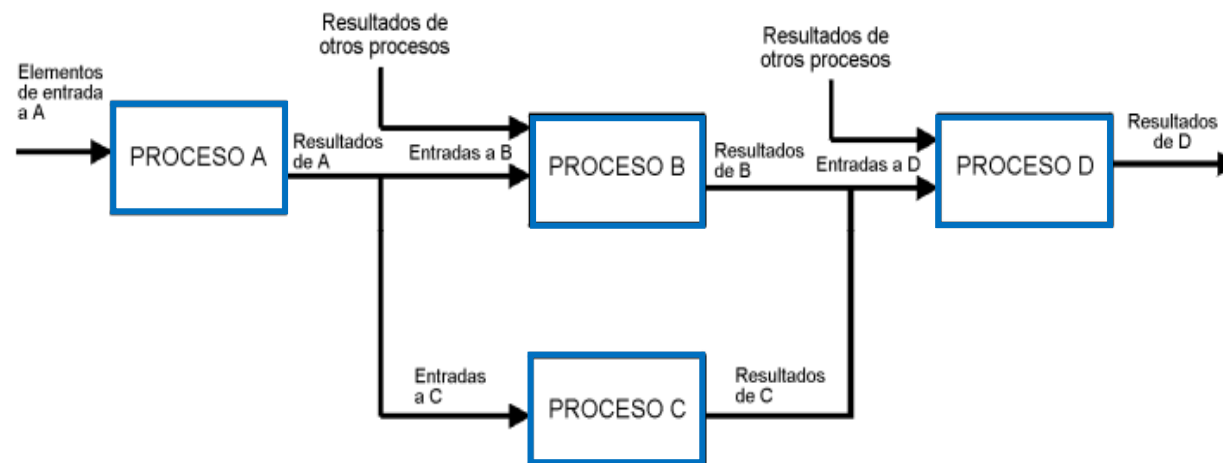 Resultados de
otros procesos
Resultados de
otros procesos
Elementos
de entrada
a A
PROCESO A
Resultados
de A
Entradas a B
PROCESO B
Resultados
de B
Entradas a D
PROCESO D
Resultados
de D
Entradas
a C
PROCESO C
Resultados
de C